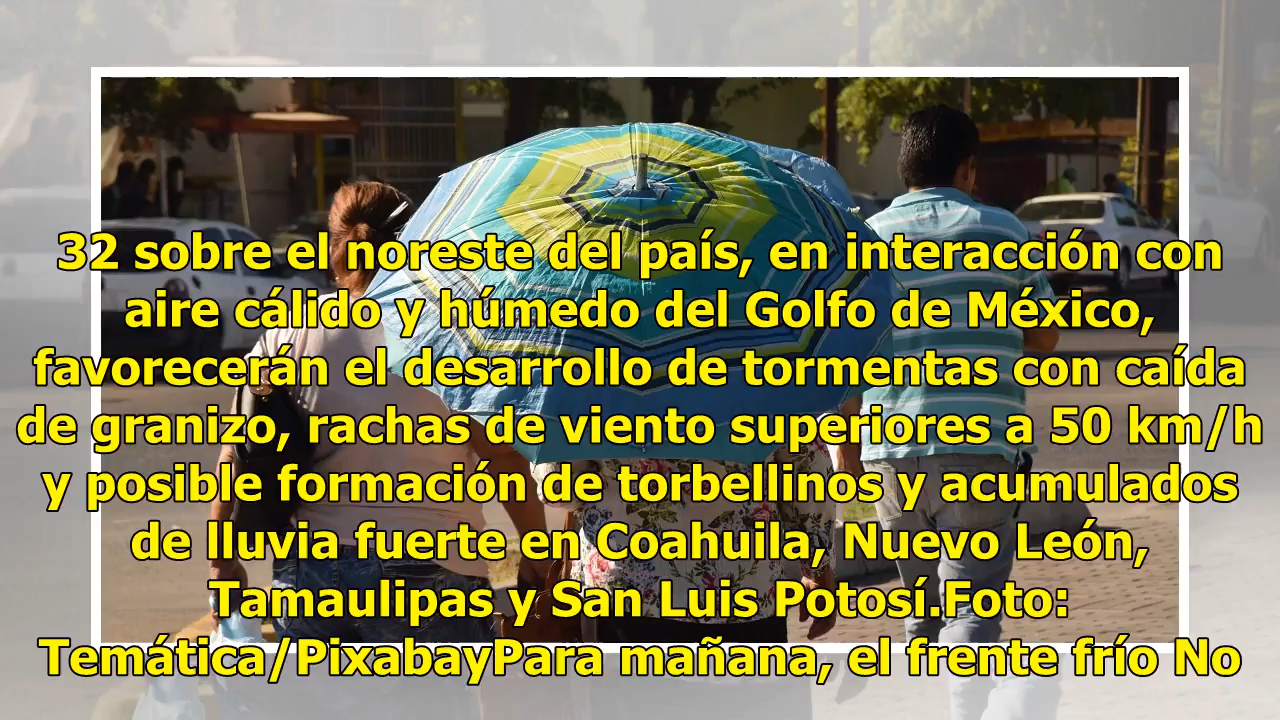 32 sobre el noreste del país, en interacción con
aire cálido y húmedo del Golfo de México,
favorecerán el desarrollo de tormentas con caída
de granizo, rachas de viento superiores a 50 km/h
y posible formación de torbellinos y acumulados
de lluvia fuerte en Coahuila, Nuevo León,
Tamaulipas y San Luis Potosí.Foto:
Temática/PixabayPara mañana, el frente frío No